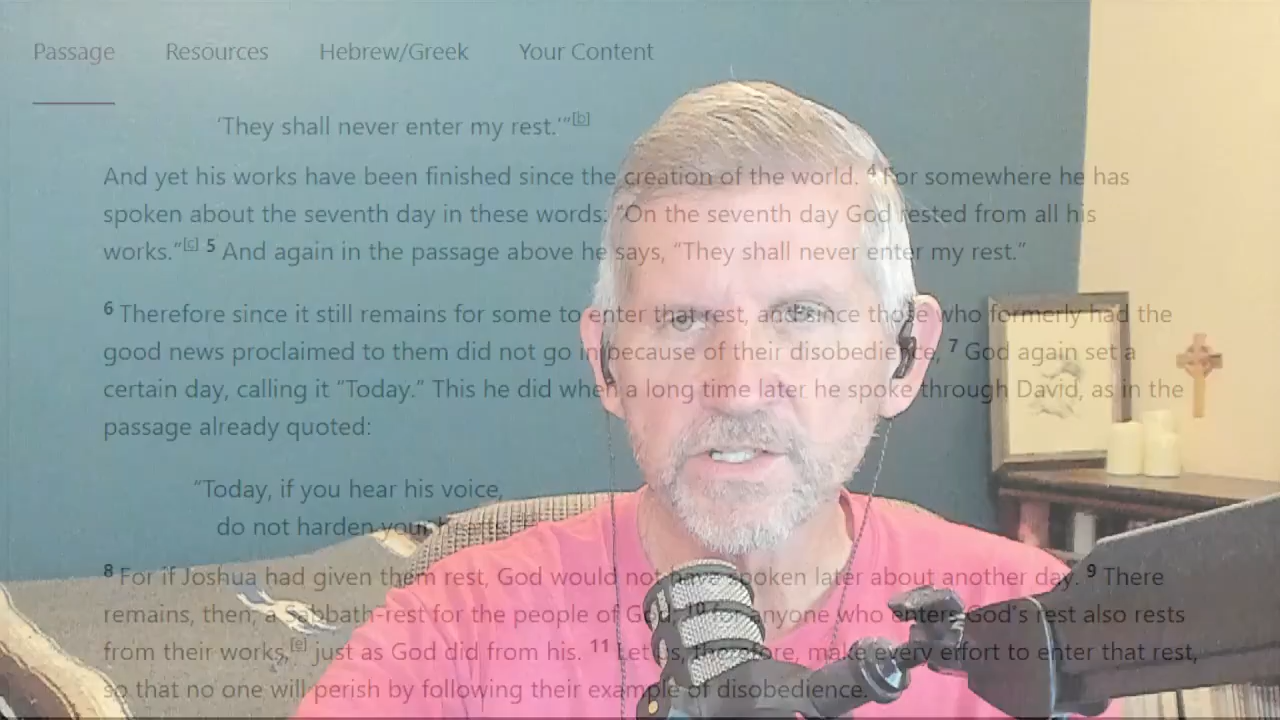 Passage Resources Hebrew/Greek Your Content
‘They shall never enter my rest.’”[b]
And yet his works have been finished since the creation of the world. 4 For somewhere he has
spoken about the seventh day in these words: “On the seventh day God rested from all his
works.”[c] 5 And again in the passage above he says, “They shall never enter my rest.”
6 Therefore since it still remains for some to enter that rest, and since those who formerly had the
good news proclaimed to them did not go in because of their disobedience, 7 God again set a
certain day, calling it “Today.” This he did when a long time later he spoke through David, as in the
passage already quoted:
“Today, if you hear his voice,
do not harden your hearts
8 For if Joshua had given them rest, God would not have spoken later about another day. 9 There
remains, then, a Sabbath-rest for the people of God; 10 for anyone who enters God’s rest also rests
from their works,[e] just as God did from his. 11 Let us, therefore, make every effort to enter that rest,
so that no one will perish by following their example of disobedience.